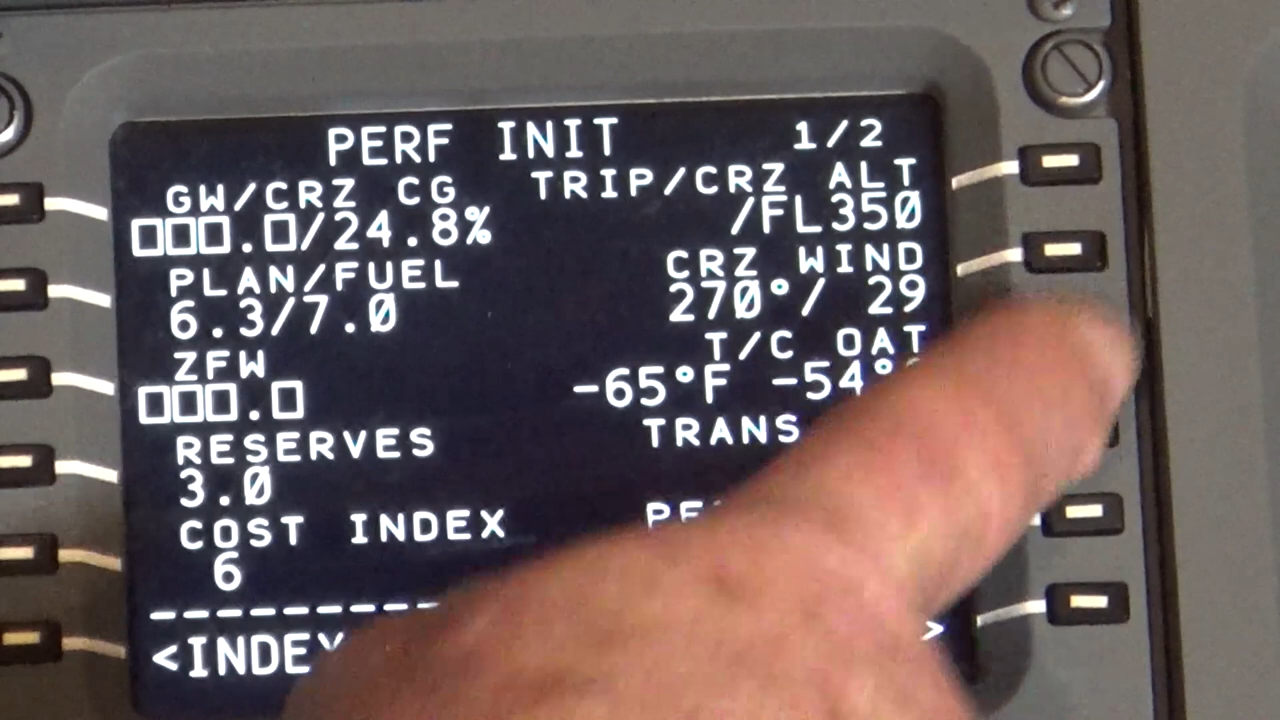 PERF INIT 1/2
GW/CRZ CG TRIP/CRZ ALT
□□□.□/24.8% /FL350
PLAN/FUEL CRZ WIND
6.3/7.0 270°/ 29
ZFW T/C OAT
□□□.□ -65°F -54°
RESERVES TRANS
3.0
COST INDEX
6
----------
<INDEX >